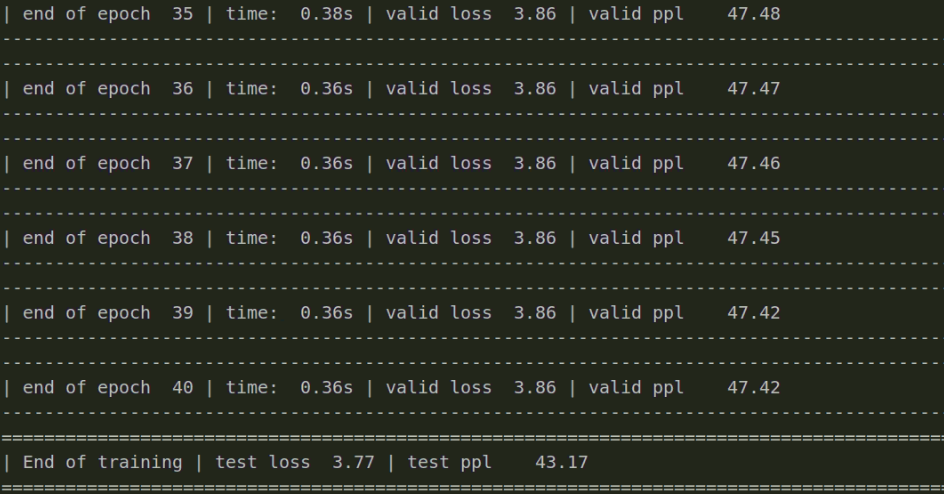 | end of epoch  35 | time:  0.38s | valid loss  3.86 | valid ppl    47.48
-----------------------------------------------------------------------------------------
-----------------------------------------------------------------------------------------
| end of epoch  36 | time:  0.36s | valid loss  3.86 | valid ppl    47.47
-----------------------------------------------------------------------------------------
-----------------------------------------------------------------------------------------
| end of epoch  37 | time:  0.36s | valid loss  3.86 | valid ppl    47.46
-----------------------------------------------------------------------------------------
-----------------------------------------------------------------------------------------
| end of epoch  38 | time:  0.36s | valid loss  3.86 | valid ppl    47.45
-----------------------------------------------------------------------------------------
-----------------------------------------------------------------------------------------
| end of epoch  39 | time:  0.36s | valid loss  3.86 | valid ppl    47.42
-----------------------------------------------------------------------------------------
-----------------------------------------------------------------------------------------
| end of epoch  40 | time:  0.36s | valid loss  3.86 | valid ppl    47.42
-----------------------------------------------------------------------------------------
=========================================================================================
| End of training | test loss  3.77 | test ppl    43.17
=========================================================================================